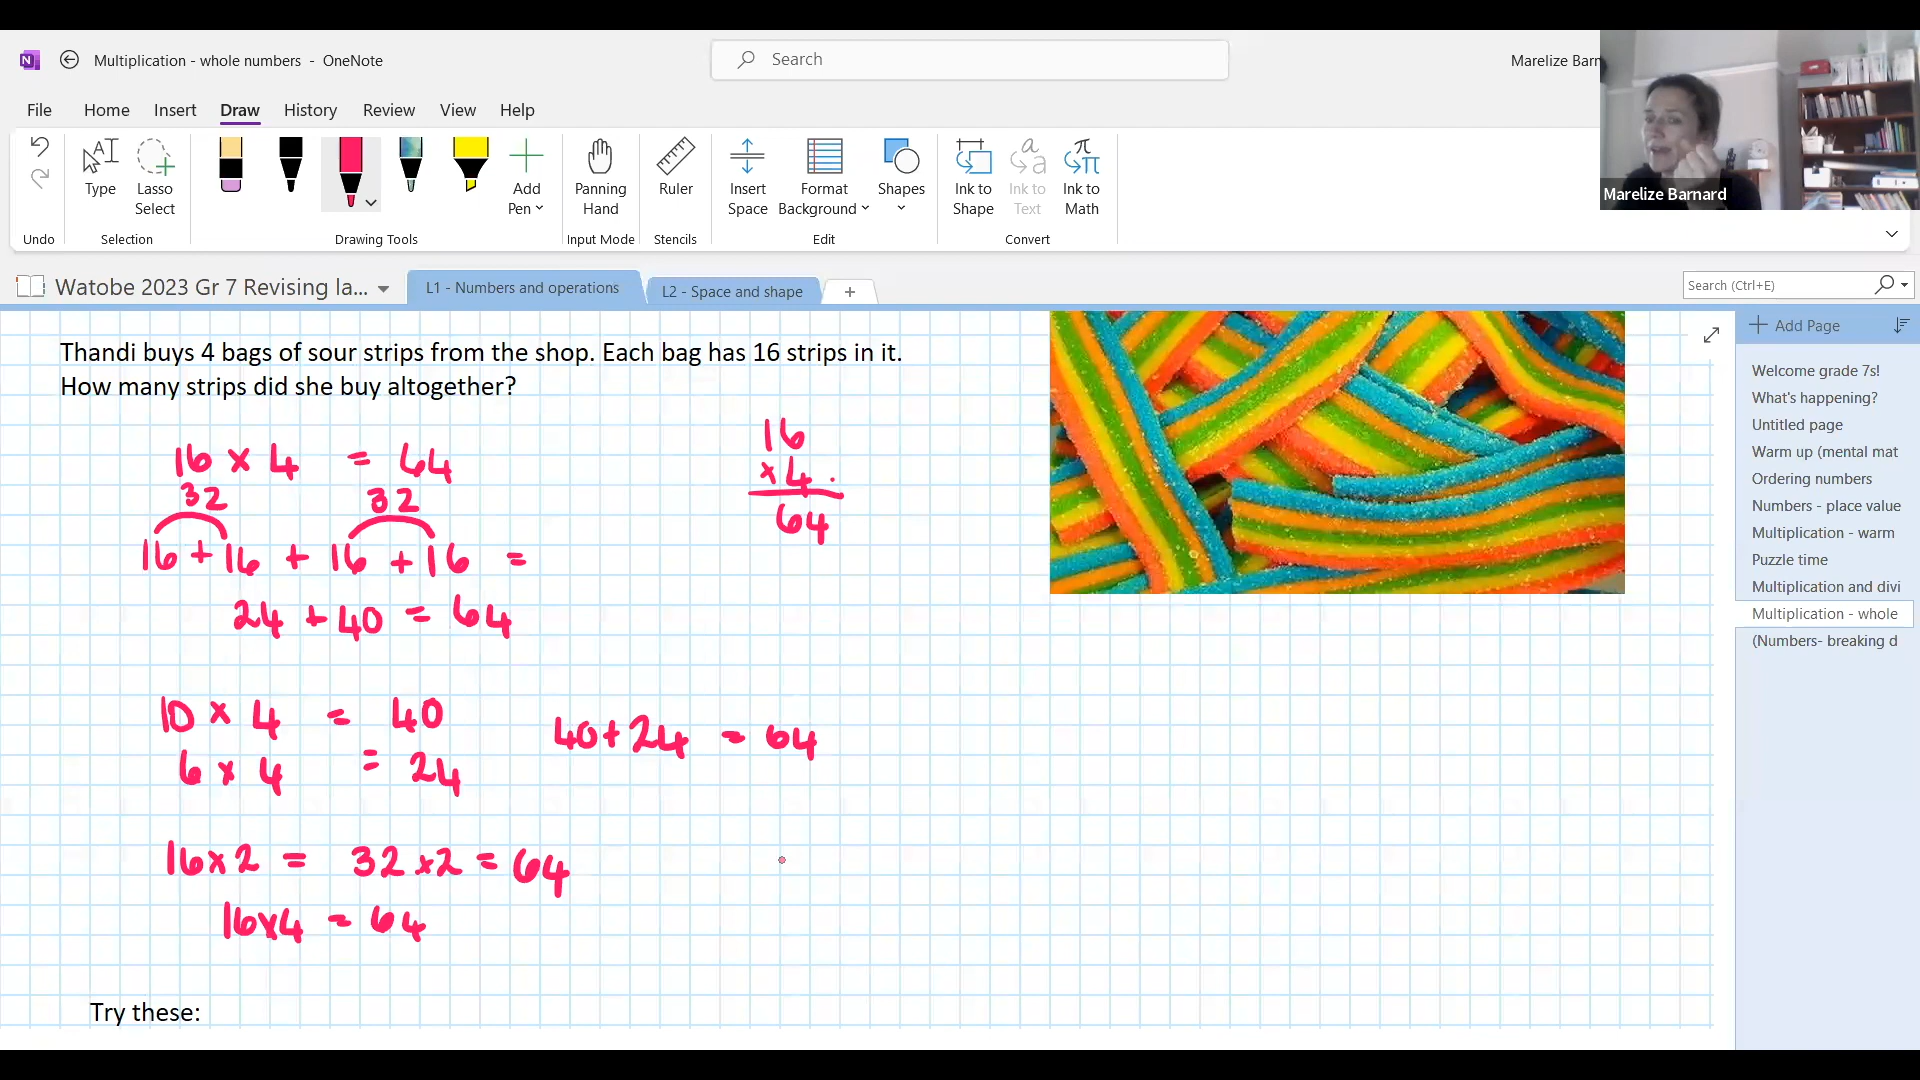 Multiplication - whole numbers - OneNote
Search
Marelize Barn
File Home Insert Draw History Review View Help
Type
Lasso Select
Add Pen
Panning Hand
Ruler
Insert Space
Format Background
Shapes
Ink to Shape
Ink to Text
Ink to Math
Marelize Barnard
Undo Selection Drawing Tools Input Mode Stencils Edit Convert
Watobe 2023 Gr 7 Revising la...
L1 - Numbers and operations
L2 - Space and shape
Search (Ctrl+E)
Add Page
Welcome grade 7s!
What's happening?
Untitled page
Warm up (mental mat
Ordering numbers
Numbers - place value
Multiplication - warm
Puzzle time
Multiplication and divi
Multiplication - whole
(Numbers- breaking d
Thandi buys 4 bags of sour strips from the shop. Each bag has 16 strips in it.
How many strips did she buy altogether?
16 × 4 = 64
32 32
16 + 16 + 16 + 16 =
24 + 40 = 64
16
× 4
64
10 × 4 = 40
6 × 4 = 24
40 + 24 = 64
16 × 2 = 32 × 2 = 64
16 × 4 = 64
Try these: